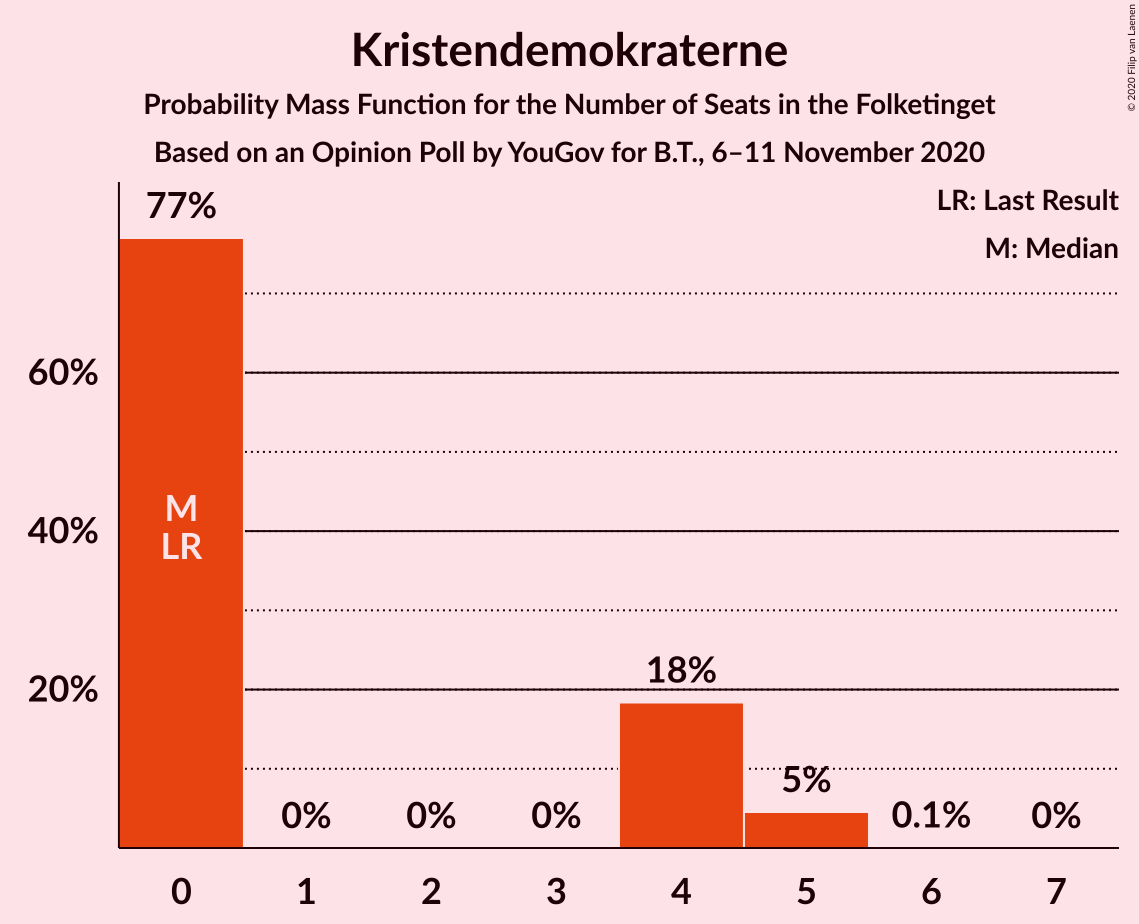 Kristendemokraterne
Probability Mass Function for the Number of Seats in the Folketinget
Based on an Opinion Poll by YouGov for B.T., 6–11 November 2020
© 2020 Filip van Laenen
LR: Last Result
M: Median
77%
60%
40%
20%
M
LR
0%
0%
0%
18%
5%
0.1%
0%
0
1
2
3
4
5
6
7